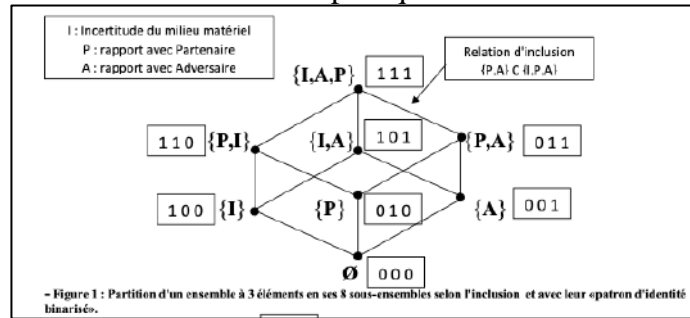 I : Incertitude du milieu matériel
P : rapport avec Partenaire
A : rapport avec Adversaire
Relation d'inclusion
{P.A} C {I.P.A}
{I,A,P} 111
110 {P,I}
{I,A} 101
{P,A} 011
100 {I}
{P} 010
{A} 001
Ø 000
- Figure 1 : Partition d'un ensemble à 3 éléments en ses 8 sous-ensembles selon l'inclusion et avec leur «patron d'identité
binarisé».